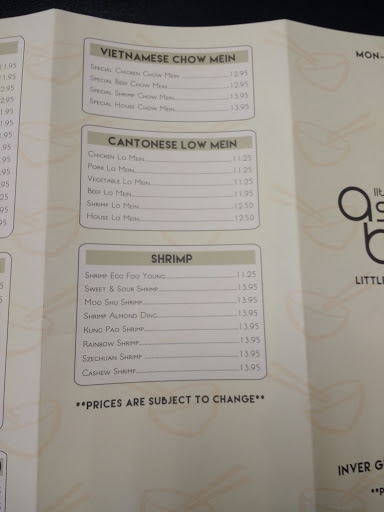 VIETNAMESE CHOW MEIN
Special Chicken Chow Mein 12.95
Special Beef Chow Mein 12.95
Special Shrimp Chow Mein 13.95
Special House Chow Mein 13.95
CANTONESE LOW MEIN
Chicken Lo Mein 11.25
Pork Lo Mein 11.25
Vegetable Lo Mein 11.25
Beef Lo Mein 11.95
Shrimp Lo Mein 12.50
House Lo Mein 12.50
SHRIMP
Shrimp Egg Foo Young 11.25
Sweet & Sour Shrimp 13.95
Moo Shu Shrimp 13.95
Shrimp Almond Ding 13.95
Kung Pao Shrimp 13.95
Rainbow Shrimp 13.95
Szechuan Shrimp 13.95
Cashew Shrimp 13.95
**PRICES ARE SUBJECT TO CHANGE**
MON-
LITTLE
INVER G